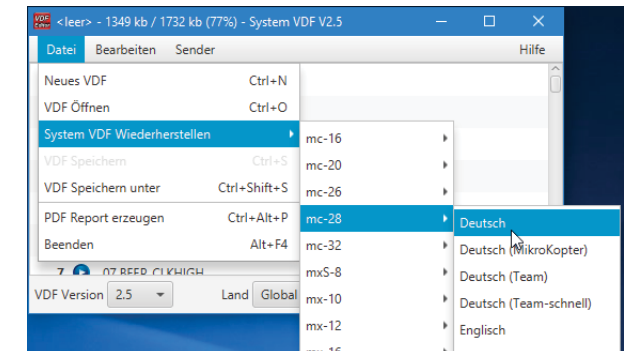 VDF Editor <leer> - 1349 kb / 1732 kb (77%) - System VDF V2.5
Datei Bearbeiten Sender Hilfe
Neues VDF Ctrl+N
VDF Öffnen Ctrl+O
System VDF Wiederherstellen
VDF Speichern Ctrl+S
VDF Speichern unter Ctrl+Shift+S
PDF Report erzeugen Ctrl+Alt+P
Beenden Alt+F4
mc-16
mc-20
mc-26
mc-28
mc-32
mxS-8
mx-10
mx-12
mx-16
Deutsch
Deutsch (MikroKopter)
Deutsch (Team)
Deutsch (Team-schnell)
Englisch
7 07 BEEP CLKHIGH
VDF Version 2.5 Land Global